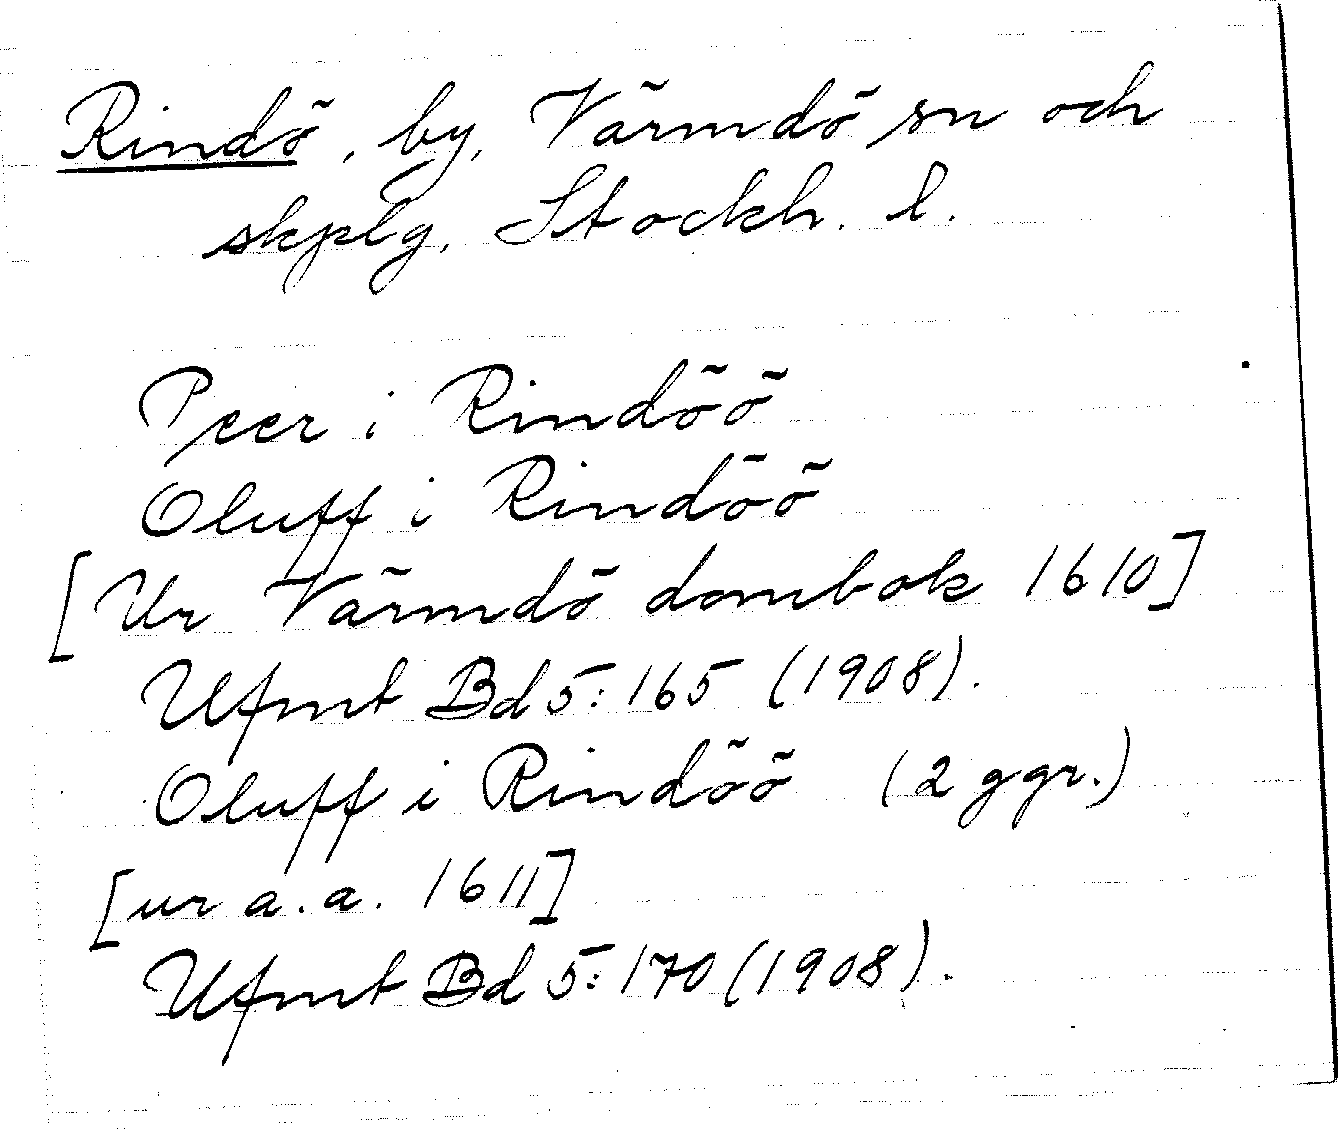 Rindö, by, Värmdö sn och
skplg, Stockh. l.
Peer i Rindöö
Oluff i Rindöö
[Ur Värmdö dombok 1610]
Ufmt Bd 5:165 (1908).
Oluff i Rindöö (2 ggr.)
[ur a.a. 1611]
Ufmt Bd 5:170 (1908).